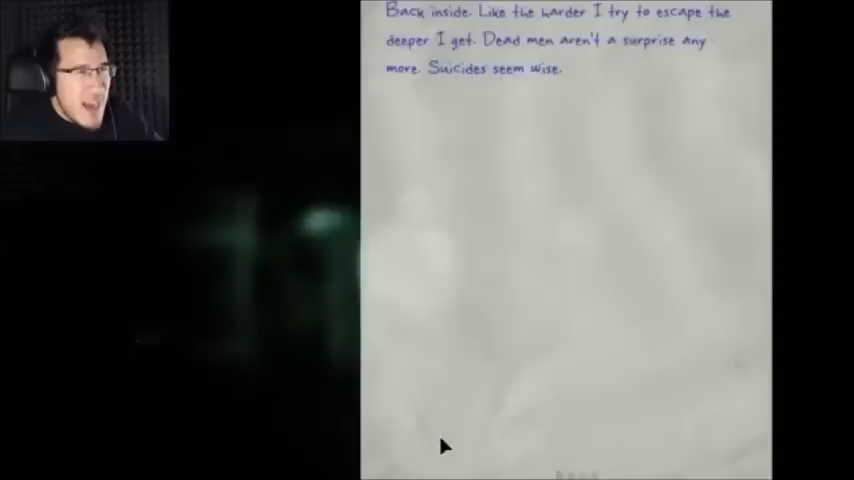 Back inside. Like the harder I try to escape the
deeper I get. Dead men aren't a surprise any
more. Suicides seem wise.